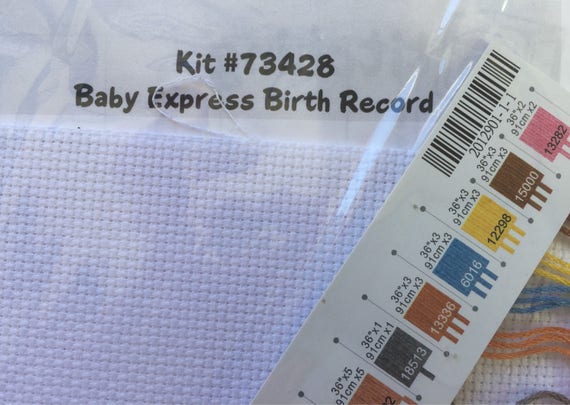 Kit #73428
Baby Express Birth Record
2012901-1-1
36"x2
91cm x2
13282
36"x3
91cm x3
15000
36"x3
91cm x3
12298
36"x3
91cm x3
6016
36"x3
91cm x3
13336
36"x1
91cm x1
18513
36"x5
91cm x5